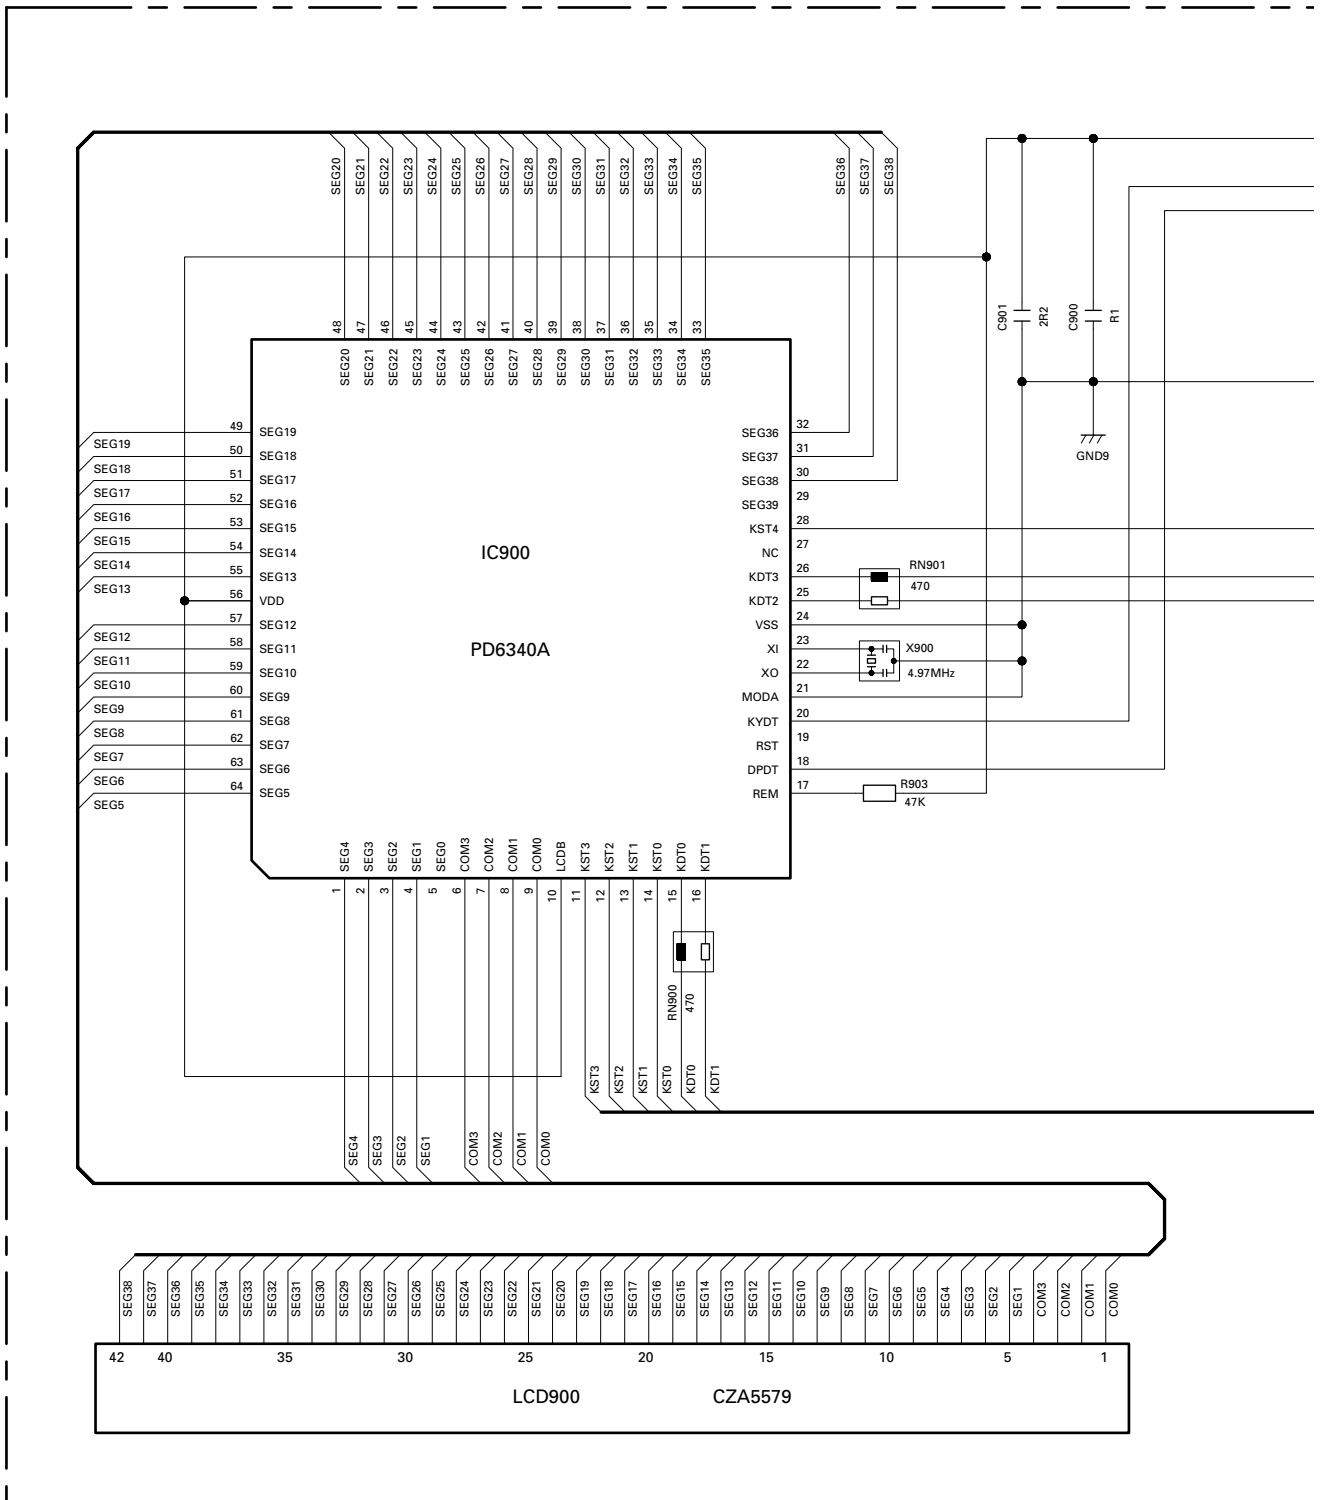 SEG20 SEG21 SEG22 SEG23 SEG24 SEG25 SEG26 SEG27 SEG28 SEG29 SEG30 SEG31 SEG32 SEG33 SEG34 SEG35 SEG36 SEG37 SEG38
C901 2R2 C900 R1
48 47 46 45 44 43 42 41 40 39 38 37 36 35 34 33
SEG20 SEG21 SEG22 SEG23 SEG24 SEG25 SEG26 SEG27 SEG28 SEG29 SEG30 SEG31 SEG32 SEG33 SEG34 SEG35
GND9
SEG19 49 SEG19
SEG18 50 SEG18
SEG17 51 SEG17
SEG16 52 SEG16
SEG15 53 SEG15
SEG14 54 SEG14
SEG13 55 SEG13
56 VDD
SEG12 57 SEG12
SEG11 58 SEG11
SEG10 59 SEG10
SEG9 60 SEG9
SEG8 61 SEG8
SEG7 62 SEG7
SEG6 63 SEG6
SEG5 64 SEG5
IC900
PD6340A
SEG36 32
SEG37 31
SEG38 30
SEG39 29
KST4 28
NC 27
KDT3 26
KDT2 25
VSS 24
XI 23
XO 22
MODA 21
KYDT 20
RST 19
DPDT 18
REM 17
RN901
470
X900
4.97MHz
R903
47K
SEG4 SEG3 SEG2 SEG1 SEG0 COM3 COM2 COM1 COM0 LCDB KST3 KST2 KST1 KST0 KDT0 KDT1
1 2 3 4 5 6 7 8 9 10 11 12 13 14 15 16
RN900
470
KST3 KST2 KST1 KST0 KDT0 KDT1
SEG4 SEG3 SEG2 SEG1 COM3 COM2 COM1 COM0
SEG38 SEG37 SEG36 SEG35 SEG34 SEG33 SEG32 SEG31 SEG30 SEG29 SEG28 SEG27 SEG26 SEG25 SEG24 SEG23 SEG22 SEG21 SEG20 SEG19 SEG18 SEG17 SEG16 SEG15 SEG14 SEG13 SEG12 SEG11 SEG10 SEG9 SEG8 SEG7 SEG6 SEG5 SEG4 SEG3 SEG2 SEG1 COM3 COM2 COM1 COM0
42 40 35 30 25 20 15 10 5 1
LCD900 CZA5579